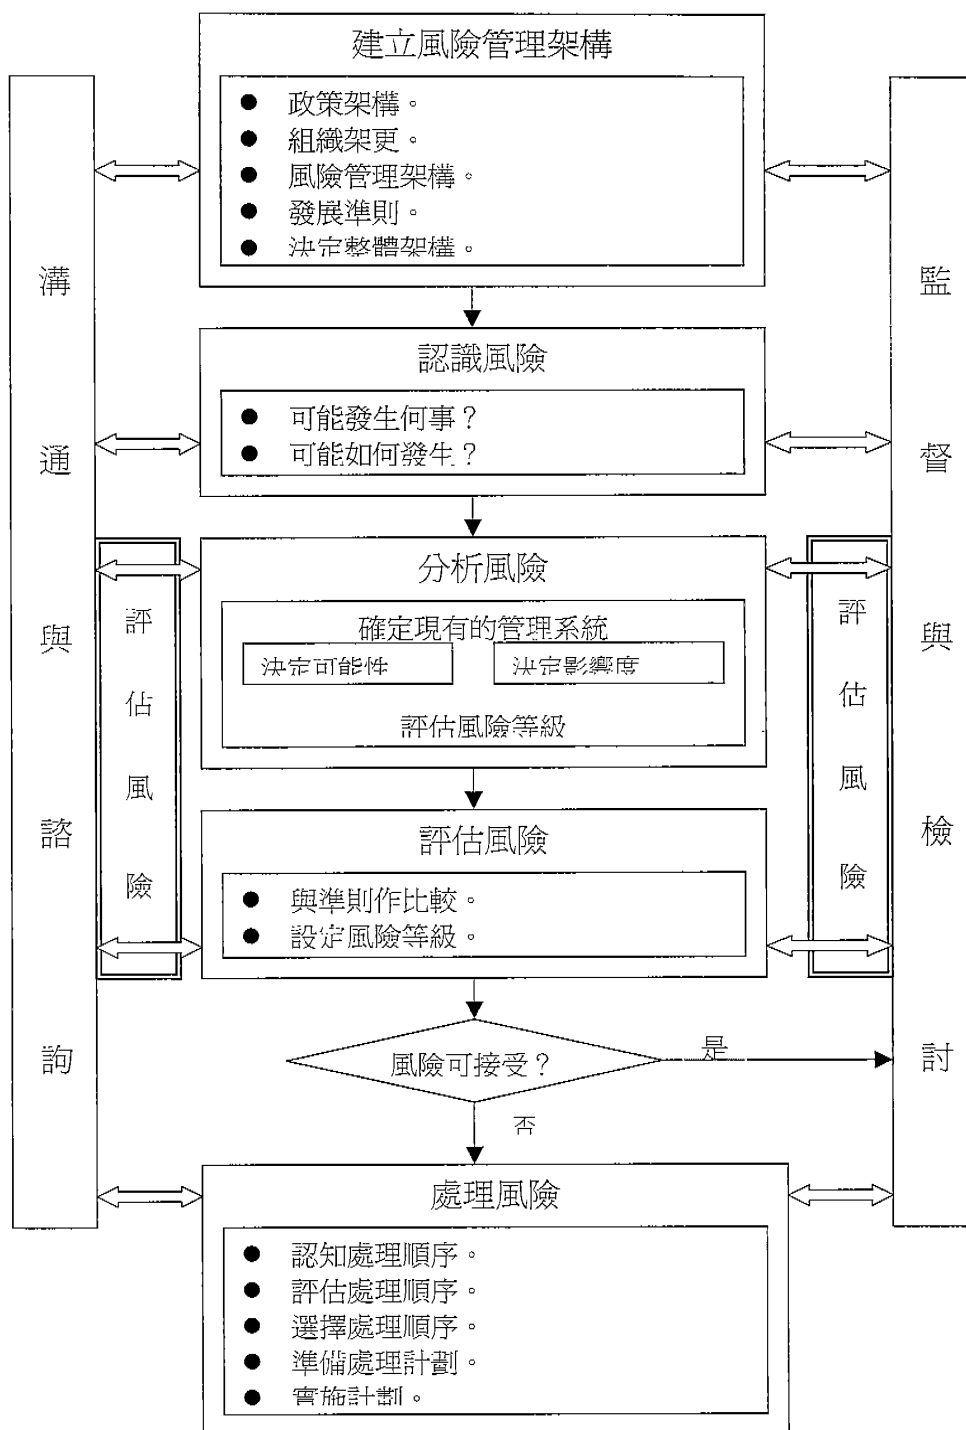 建立風險管理架構
● 政策架構。
● 組織架更。
● 風險管理架構。
● 發展準則。
● 決定整體架構。
認識風險
● 可能發生何事？
● 可能如何發生？
分析風險
確定現有的管理系統
決定可能性
決定影響度
評估風險等級
評估風險
● 與準則作比較。
● 設定風險等級。
風險可接受？
是
否
處理風險
● 認知處理順序。
● 評估處理順序。
● 選擇處理順序。
● 準備處理計劃。
● 實施計劃。
溝通與諮詢
評估風險
評估風險
監督與檢討